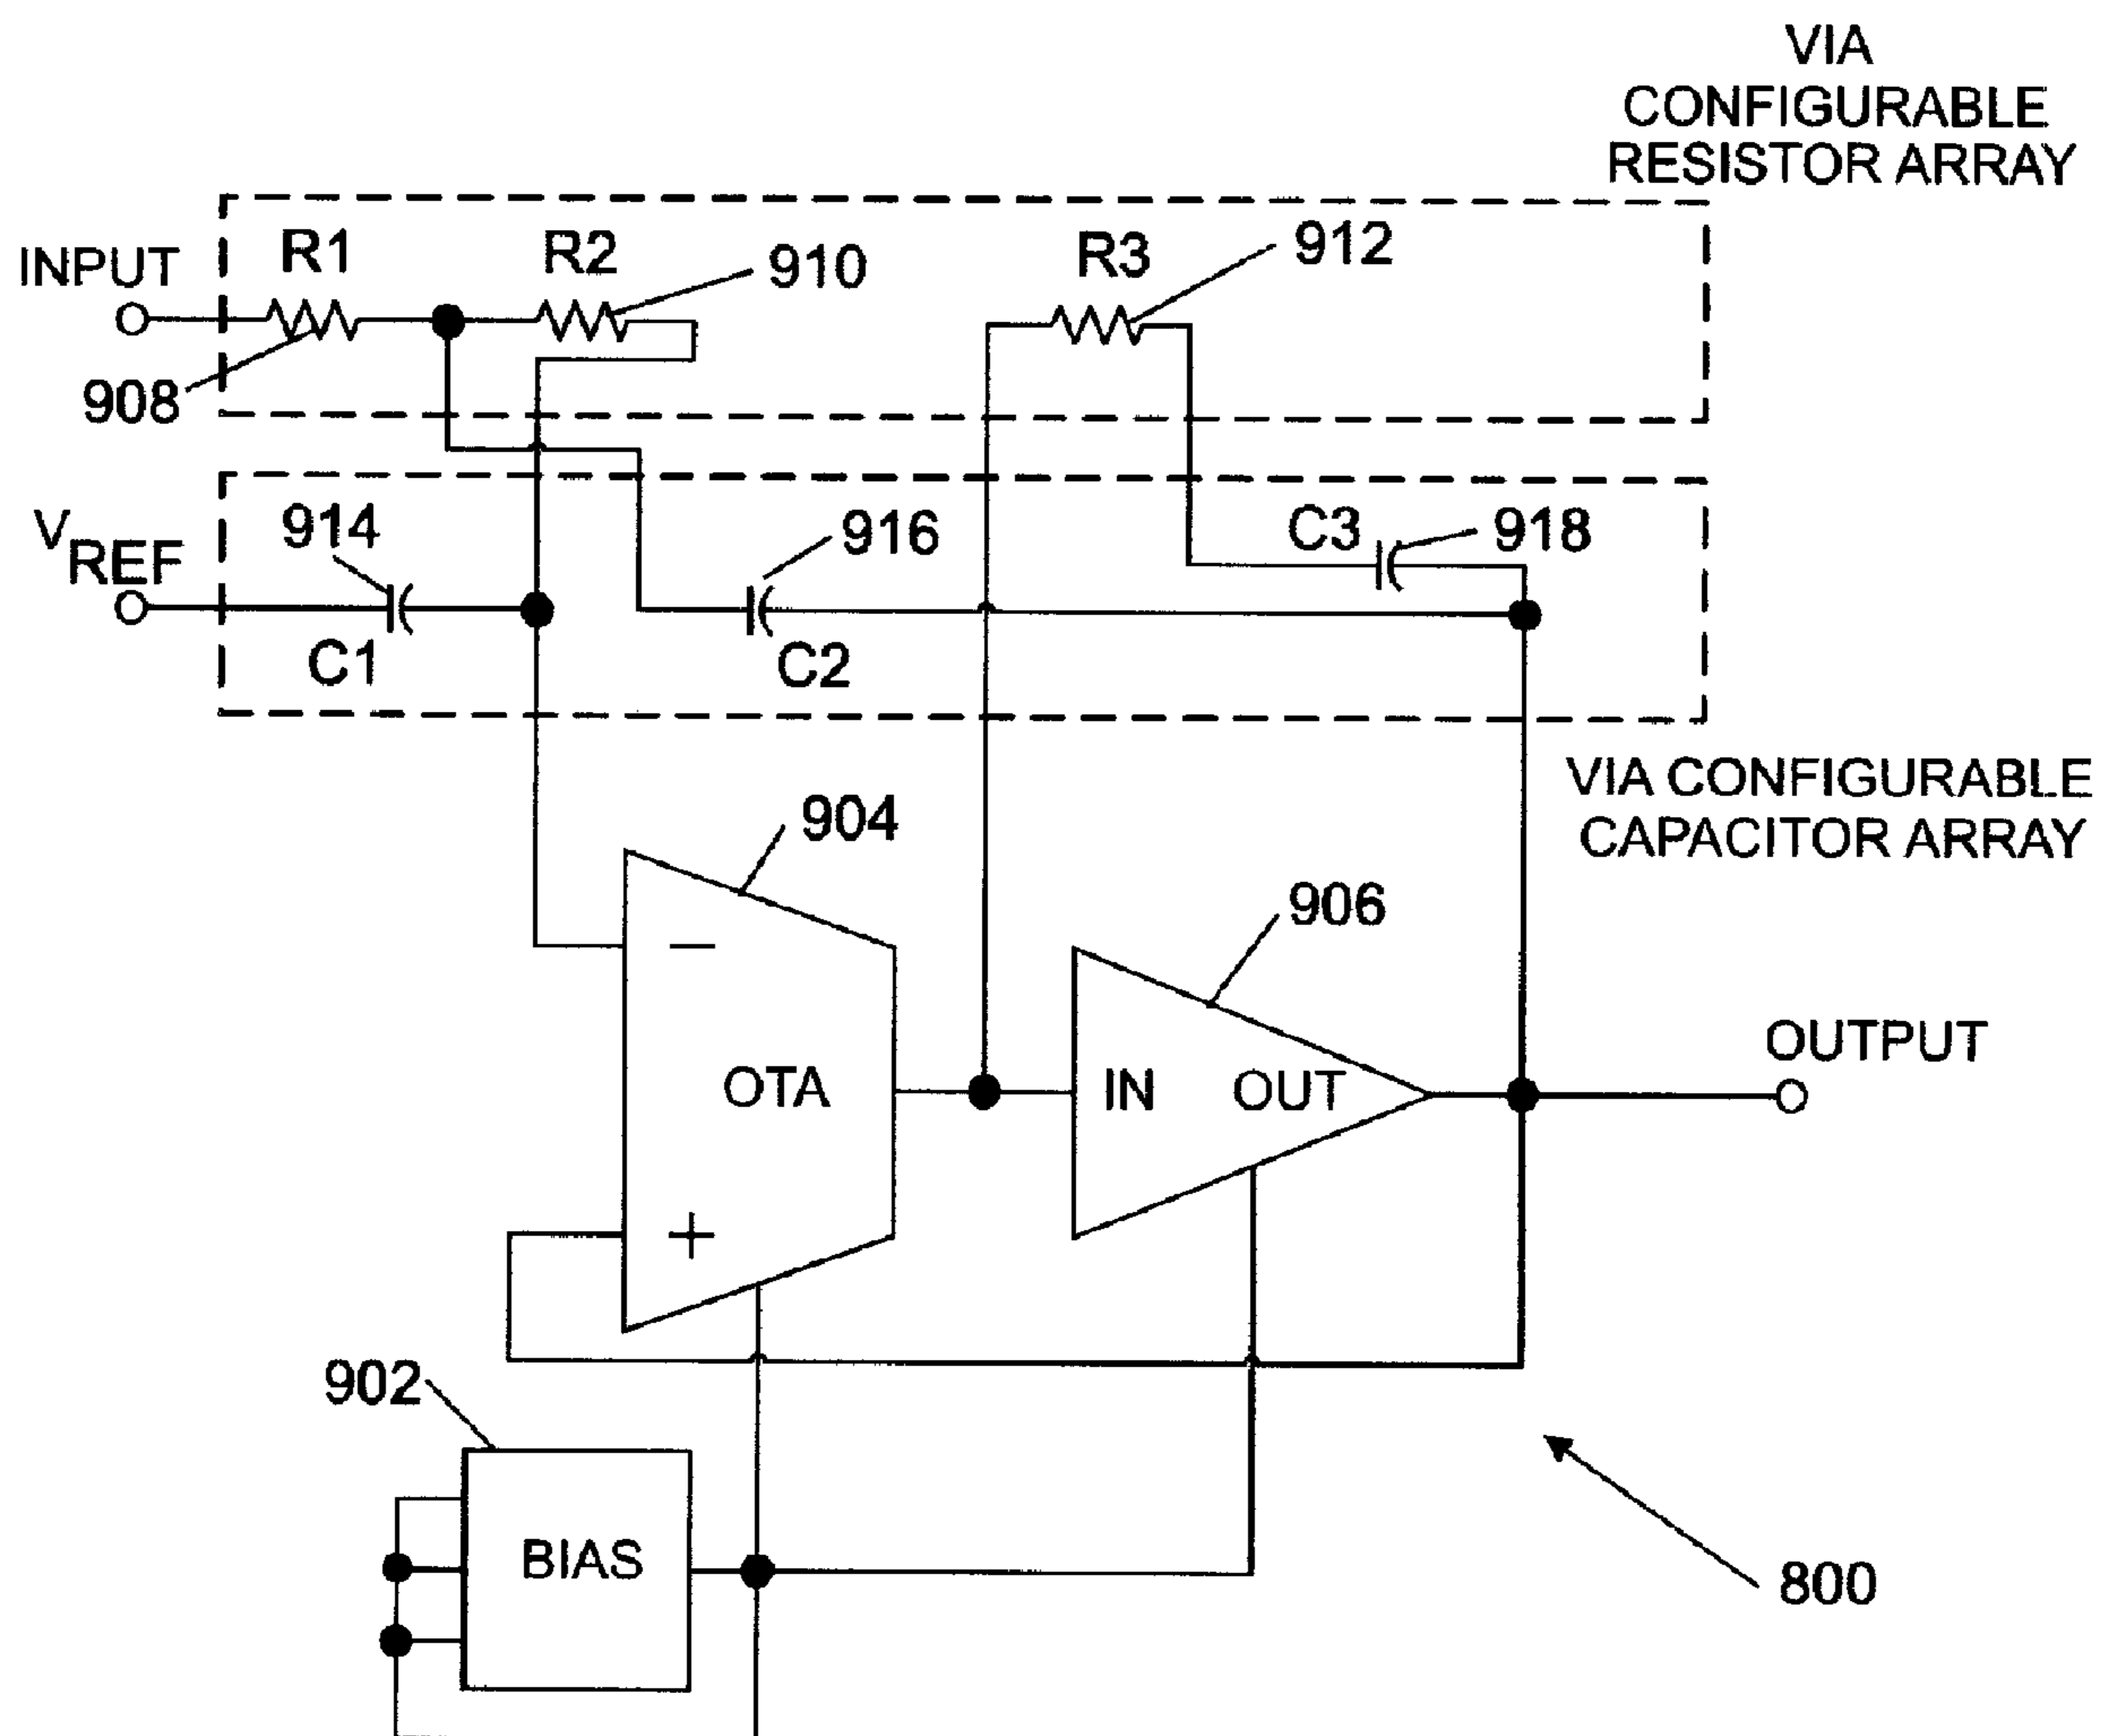 VIA
CONFIGURABLE
RESISTOR ARRAY
INPUT
R1
R2
910
R3
912
908
V REF
914
916
C3
918
C1
C2
VIA CONFIGURABLE
CAPACITOR ARRAY
904
906
−
OTA
IN OUT
OUTPUT
+
902
BIAS
800